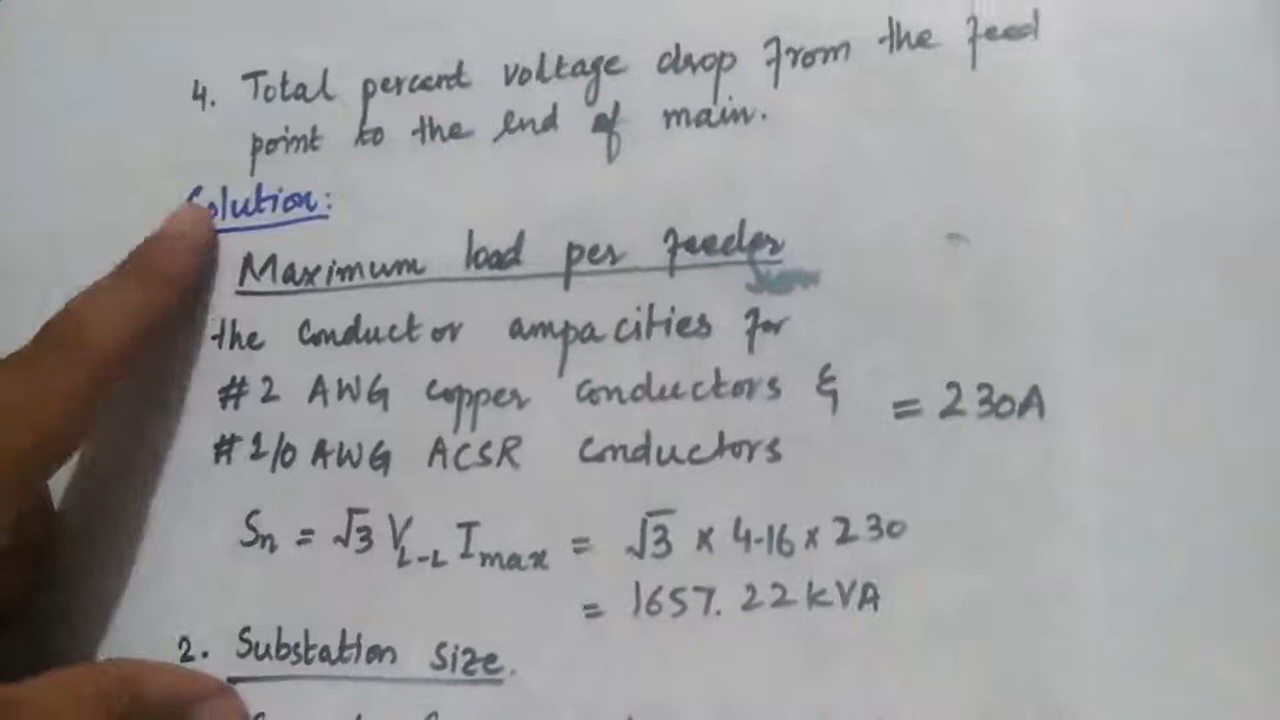 4. Total percent voltage drop from the feed
point to the end of main.
Solution:
Maximum load per feeder
the conductor ampacities for
#2 AWG copper conductors &
= 230A
#1/0 AWG ACSR conductors
Sn = √3 VL-L Imax = √3 × 4.16 × 230
= 1657.22 kVA
2. Substation size.